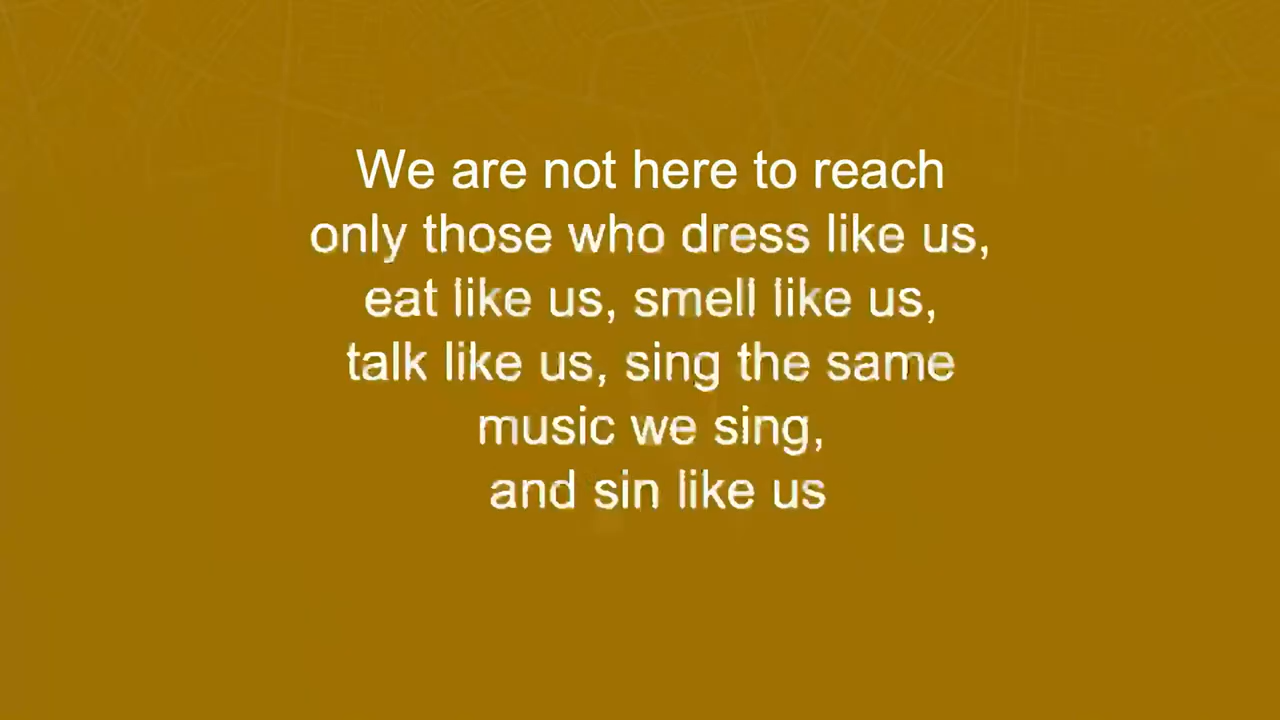 We are not here to reach
only those who dress like us,
eat like us, smell like us,
talk like us, sing the same
music we sing,
and sin like us